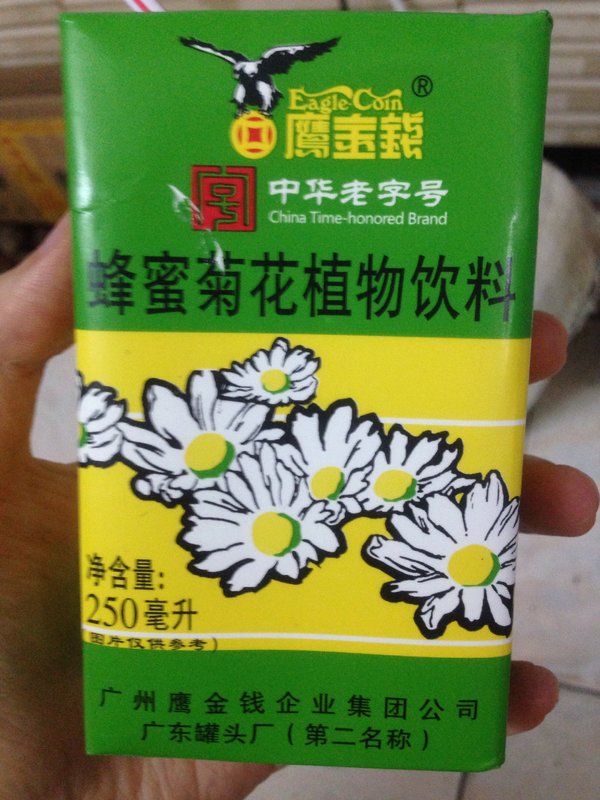 Eagle Coin ®
鹰金钱
中华老字号
China Time-honored Brand
蜂蜜菊花植物饮料
净含量:
250毫升
(图片仅供参考)
广州鹰金钱企业集团公司
广东罐头厂(第二名称)